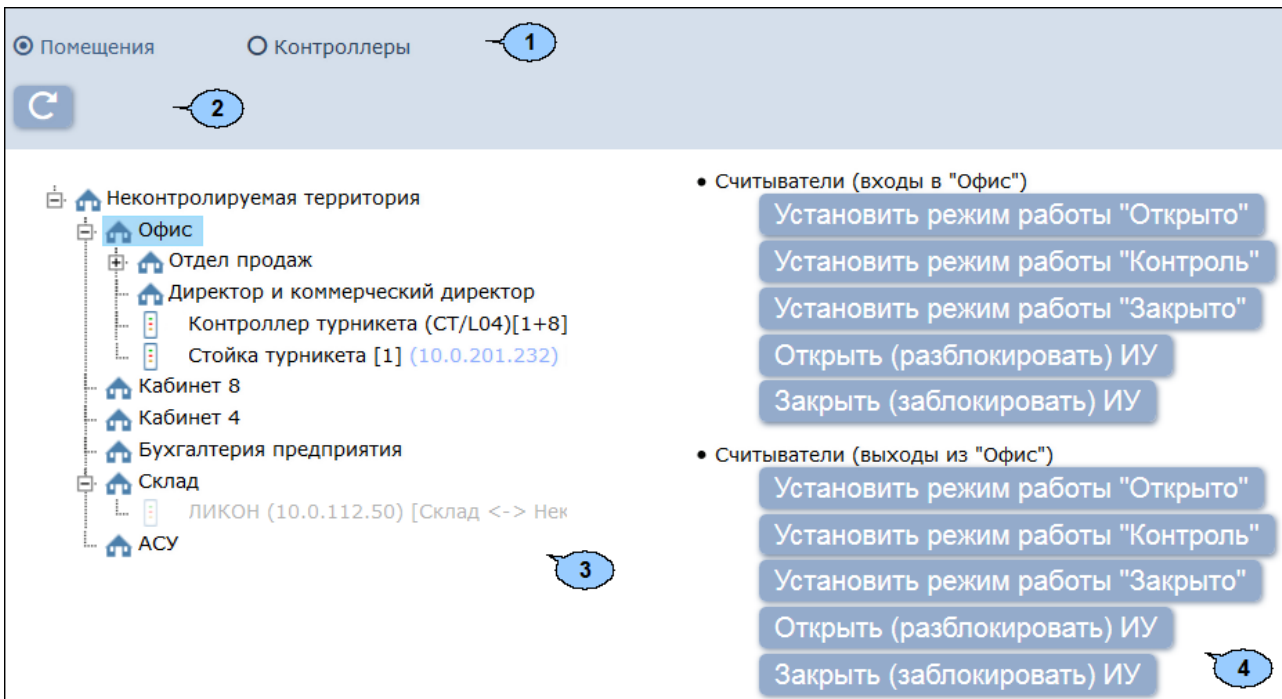 Помещения Контроллеры 1
2
Неконтролируемая территория
Офис
Отдел продаж
Директор и коммерческий директор
Контроллер турникета (CT/L04)[1+8]
Стойка турникета [1] (10.0.201.232)
Кабинет 8
Кабинет 4
Бухгалтерия предприятия
Склад
ЛИКОН (10.0.112.50) [Склад <-> Нек
АСУ
3
• Считыватели (входы в "Офис")
Установить режим работы "Открыто"
Установить режим работы "Контроль"
Установить режим работы "Закрыто"
Открыть (разблокировать) ИУ
Закрыть (заблокировать) ИУ
• Считыватели (выходы из "Офис")
Установить режим работы "Открыто"
Установить режим работы "Контроль"
Установить режим работы "Закрыто"
Открыть (разблокировать) ИУ
Закрыть (заблокировать) ИУ
4